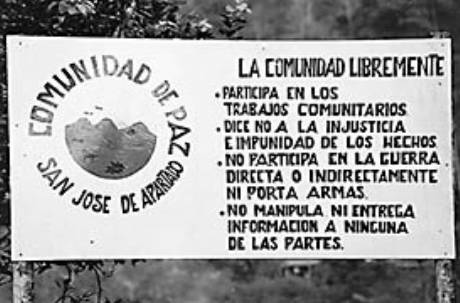 COMUNIDAD DE PAZ
SAN JOSE DE APARTADO
LA COMUNIDAD LIBREMENTE
• PARTICIPA EN LOS
TRABAJOS COMUNITARIOS
• DICE NO A LA INJUSTICIA
E IMPUNIDAD DE LOS HECHOS
• NO PARTICIPA EN LA GUERRA
DIRECTA O INDIRECTAMENTE
NI PORTA ARMAS.
• NO MANIPULA NI ENTREGA
INFORMACION A NINGUNA
DE LAS PARTES.